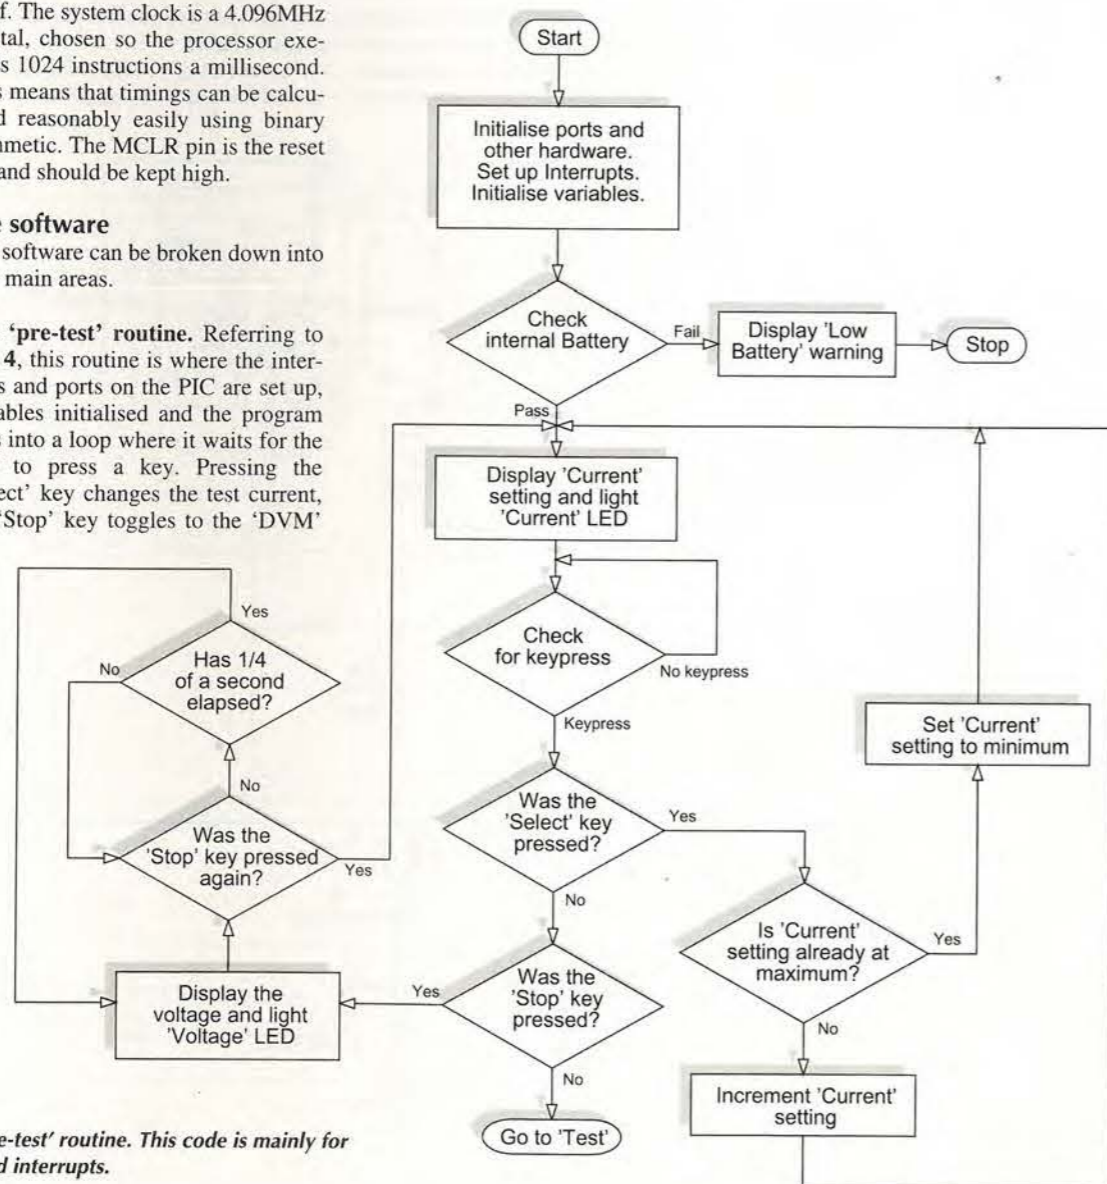 f. The system clock is a 4.096MHz
tal, chosen so the processor exe-
s 1024 instructions a millisecond.
s means that timings can be calcu-
d reasonably easily using binary
metic. The MCLR pin is the reset
and should be kept high.
e software
software can be broken down into
main areas.
'pre-test' routine. Referring to
4, this routine is where the inter-
s and ports on the PIC are set up,
ables initialised and the program
s into a loop where it waits for the
to press a key. Pressing the
ect' key changes the test current,
'Stop' key toggles to the 'DVM'
Start
Initialise ports and
other hardware.
Set up Interrupts.
Initialise variables.
Check
internal Battery
Fail
Display 'Low
Battery' warning
Stop
Pass
Display 'Current'
setting and light
'Current' LED
Check
for keypress
No keypress
Keypress
Was the
'Select' key
pressed?
Yes
No
Is 'Current'
setting already at
maximum?
Yes
Set 'Current'
setting to minimum
No
Increment 'Current'
setting
Was the
'Stop' key
pressed?
Yes
No
Go to 'Test'
Display the
voltage and light
'Voltage' LED
Was the
'Stop' key pressed
again?
Yes
No
Has 1/4
of a second
elapsed?
Yes
No
e-test' routine. This code is mainly for
d interrupts.